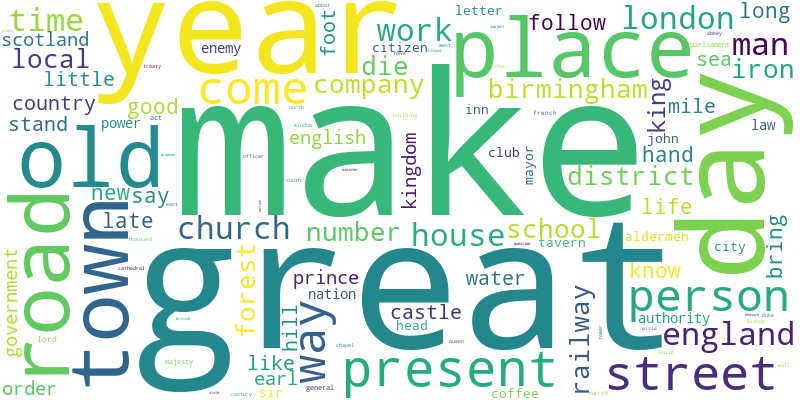 year
make
great
day
place
old
road
town
time
scotland
local
little
country
stand
power
act
good
foot
enemy
come
company
die
work
citizen
letter
follow
london
long
man
sea
iron
birmingham
mile
king
john
law
hand
inn
french
english
kingdom
club
mayor
district
life
new
say
late
church
number
house
school
tavern
aldermen
city
bring
know
person
authority
england
street
railway
government
order
lord
thousand
cathedral
majesty
forest
hill
way
prince
nation
water
castle
head
like
earl
sir
general
century
present
coffee
chapel
queen
march
build
duke
aisle
parliament
abbey
abbot
treaty
north
window
south
officer
east
building
question
british
state
west